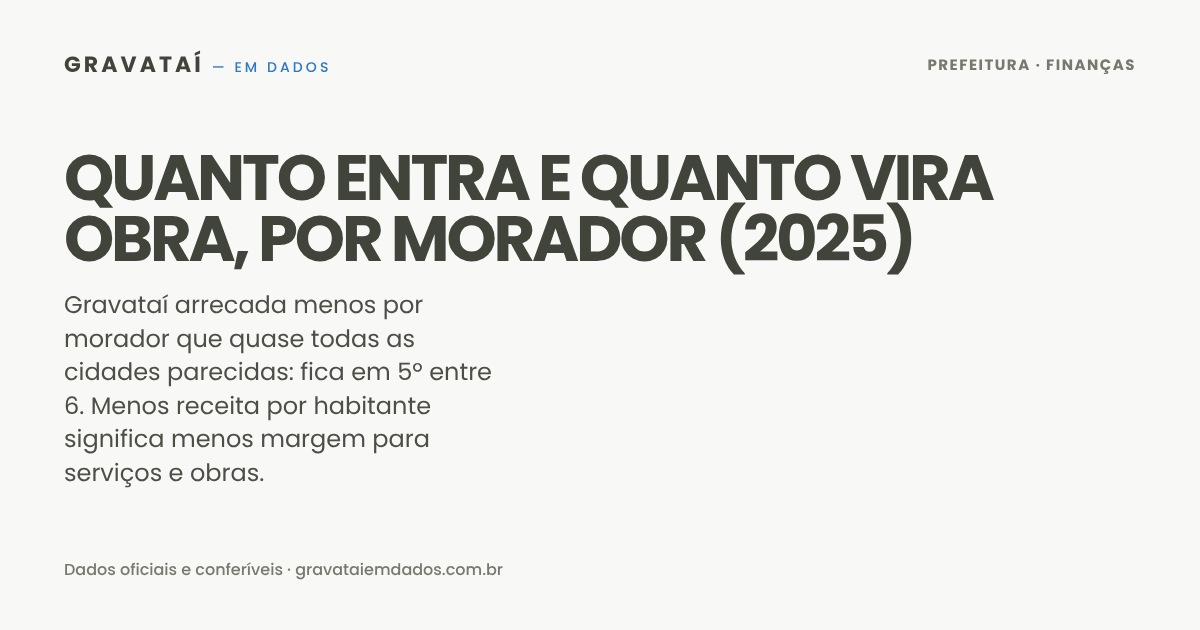 GRAVATAÍ — EM DADOS
PREFEITURA · FINANÇAS
QUANTO ENTRA E QUANTO VIRA
OBRA, POR MORADOR (2025)
Gravataí arrecada menos por
morador que quase todas as
cidades parecidas: fica em 5º entre
6. Menos receita por habitante
significa menos margem para
serviços e obras.
Dados oficiais e conferíveis · gravataiemdados.com.br